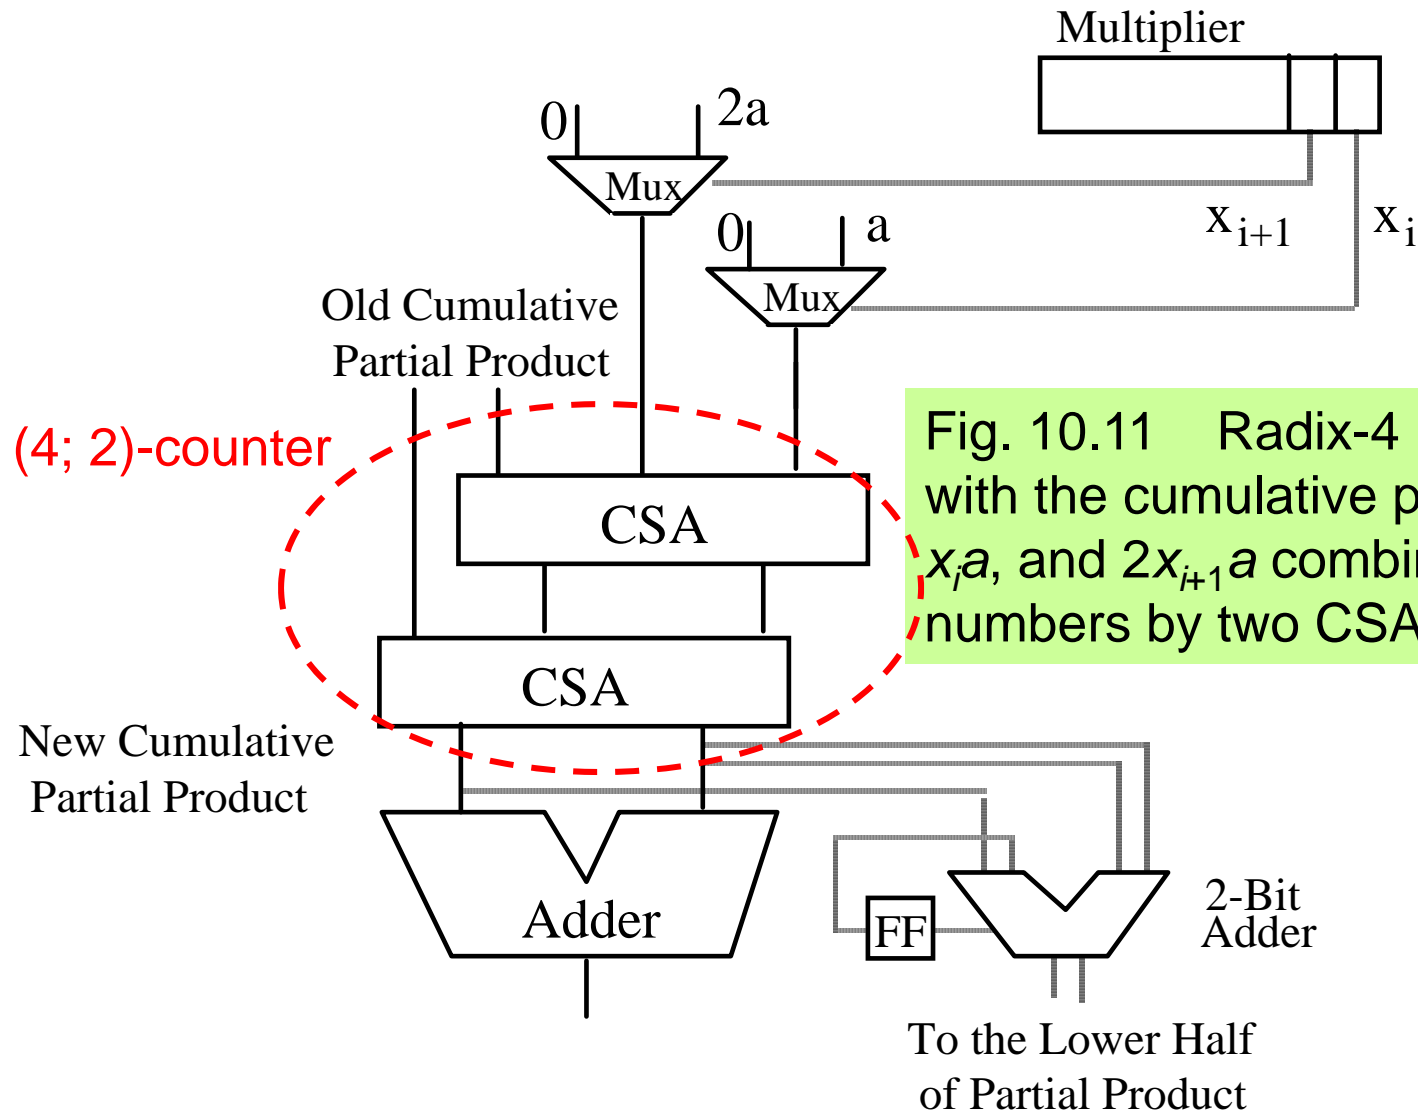 Multiplier
0
2a
Mux
0
a
Mux
x i+1
x i
Old Cumulative
Partial Product
(4; 2)-counter
Fig. 10.11 Radix-4
with the cumulative
xia, and 2xi+1a
numbers by two CSA
CSA
CSA
New Cumulative
Partial Product
Adder
FF
2-Bit
Adder
To the Lower Half
of Partial Product